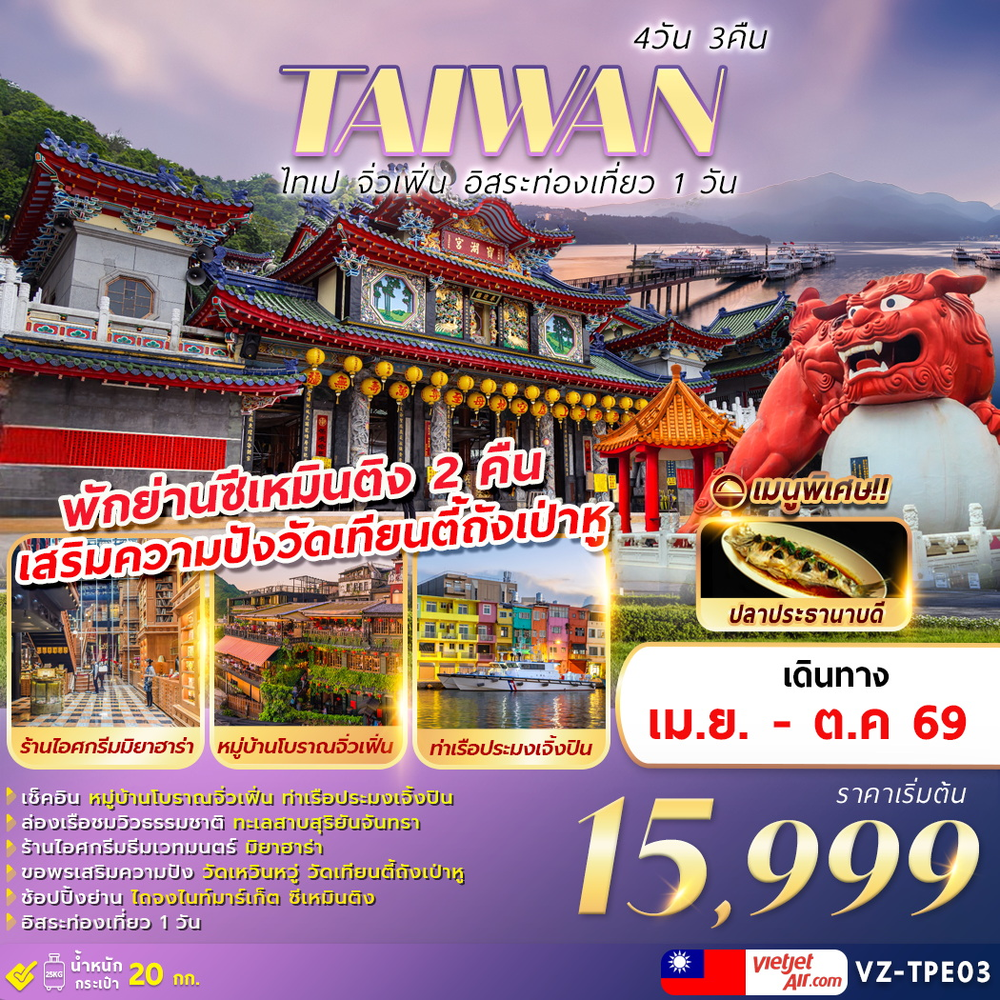 4วัน 3คืน
TAIWAN
ไทเป จิ่วเฟิ่น อิสระท่องเที่ยว 1 วัน
宮湖寶
พักย่านซีเหมินติง 2 คืน
เสริมความปังวัดเทียนตี้ถังเป่าหู
เมนูพิเศษ!!
ปลาประธานาบดี
ร้านไอศกรีมมิยาฮาร่า
หมู่บ้านโบราณจิ่วเฟิ่น
ท่าเรือประมงเจิ้งปิน
เดินทาง
เม.ย. - ต.ค 69
ราคาเริ่มต้น
15,999
เช็คอิน หมู่บ้านโบราณจิ่วเฟิ่น ท่าเรือประมงเจิ้งปิน
ล่องเรือชมวิวธรรมชาติ ทะเลสาบสุริยันจันทรา
ร้านไอศกรีมธีมเวทมนตร์ มิยาฮาร่า
ขอพรเสริมความปัง วัดเหวินหวู่ วัดเทียนตี้ถังเป่าหู
ช้อปปิ้งย่าน ไถจงไนท์มาร์เก็ต ซีเหมินติง
อิสระท่องเที่ยว 1 วัน
25KG
น้ำหนัก
กระเป๋า 20 กก.
vietjet
Air.com
VZ-TPE03